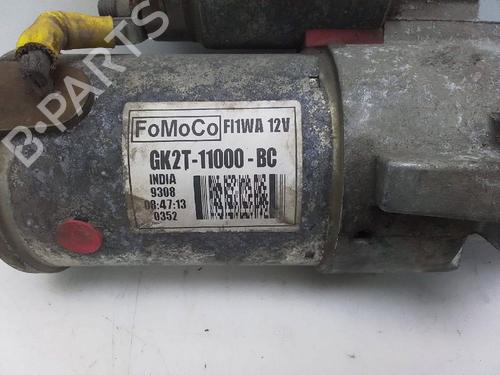 FoMoCo FI1WA 12V
GK2T-11000-BC
INDIA
9308
08:47:13
0352
B-PARTS